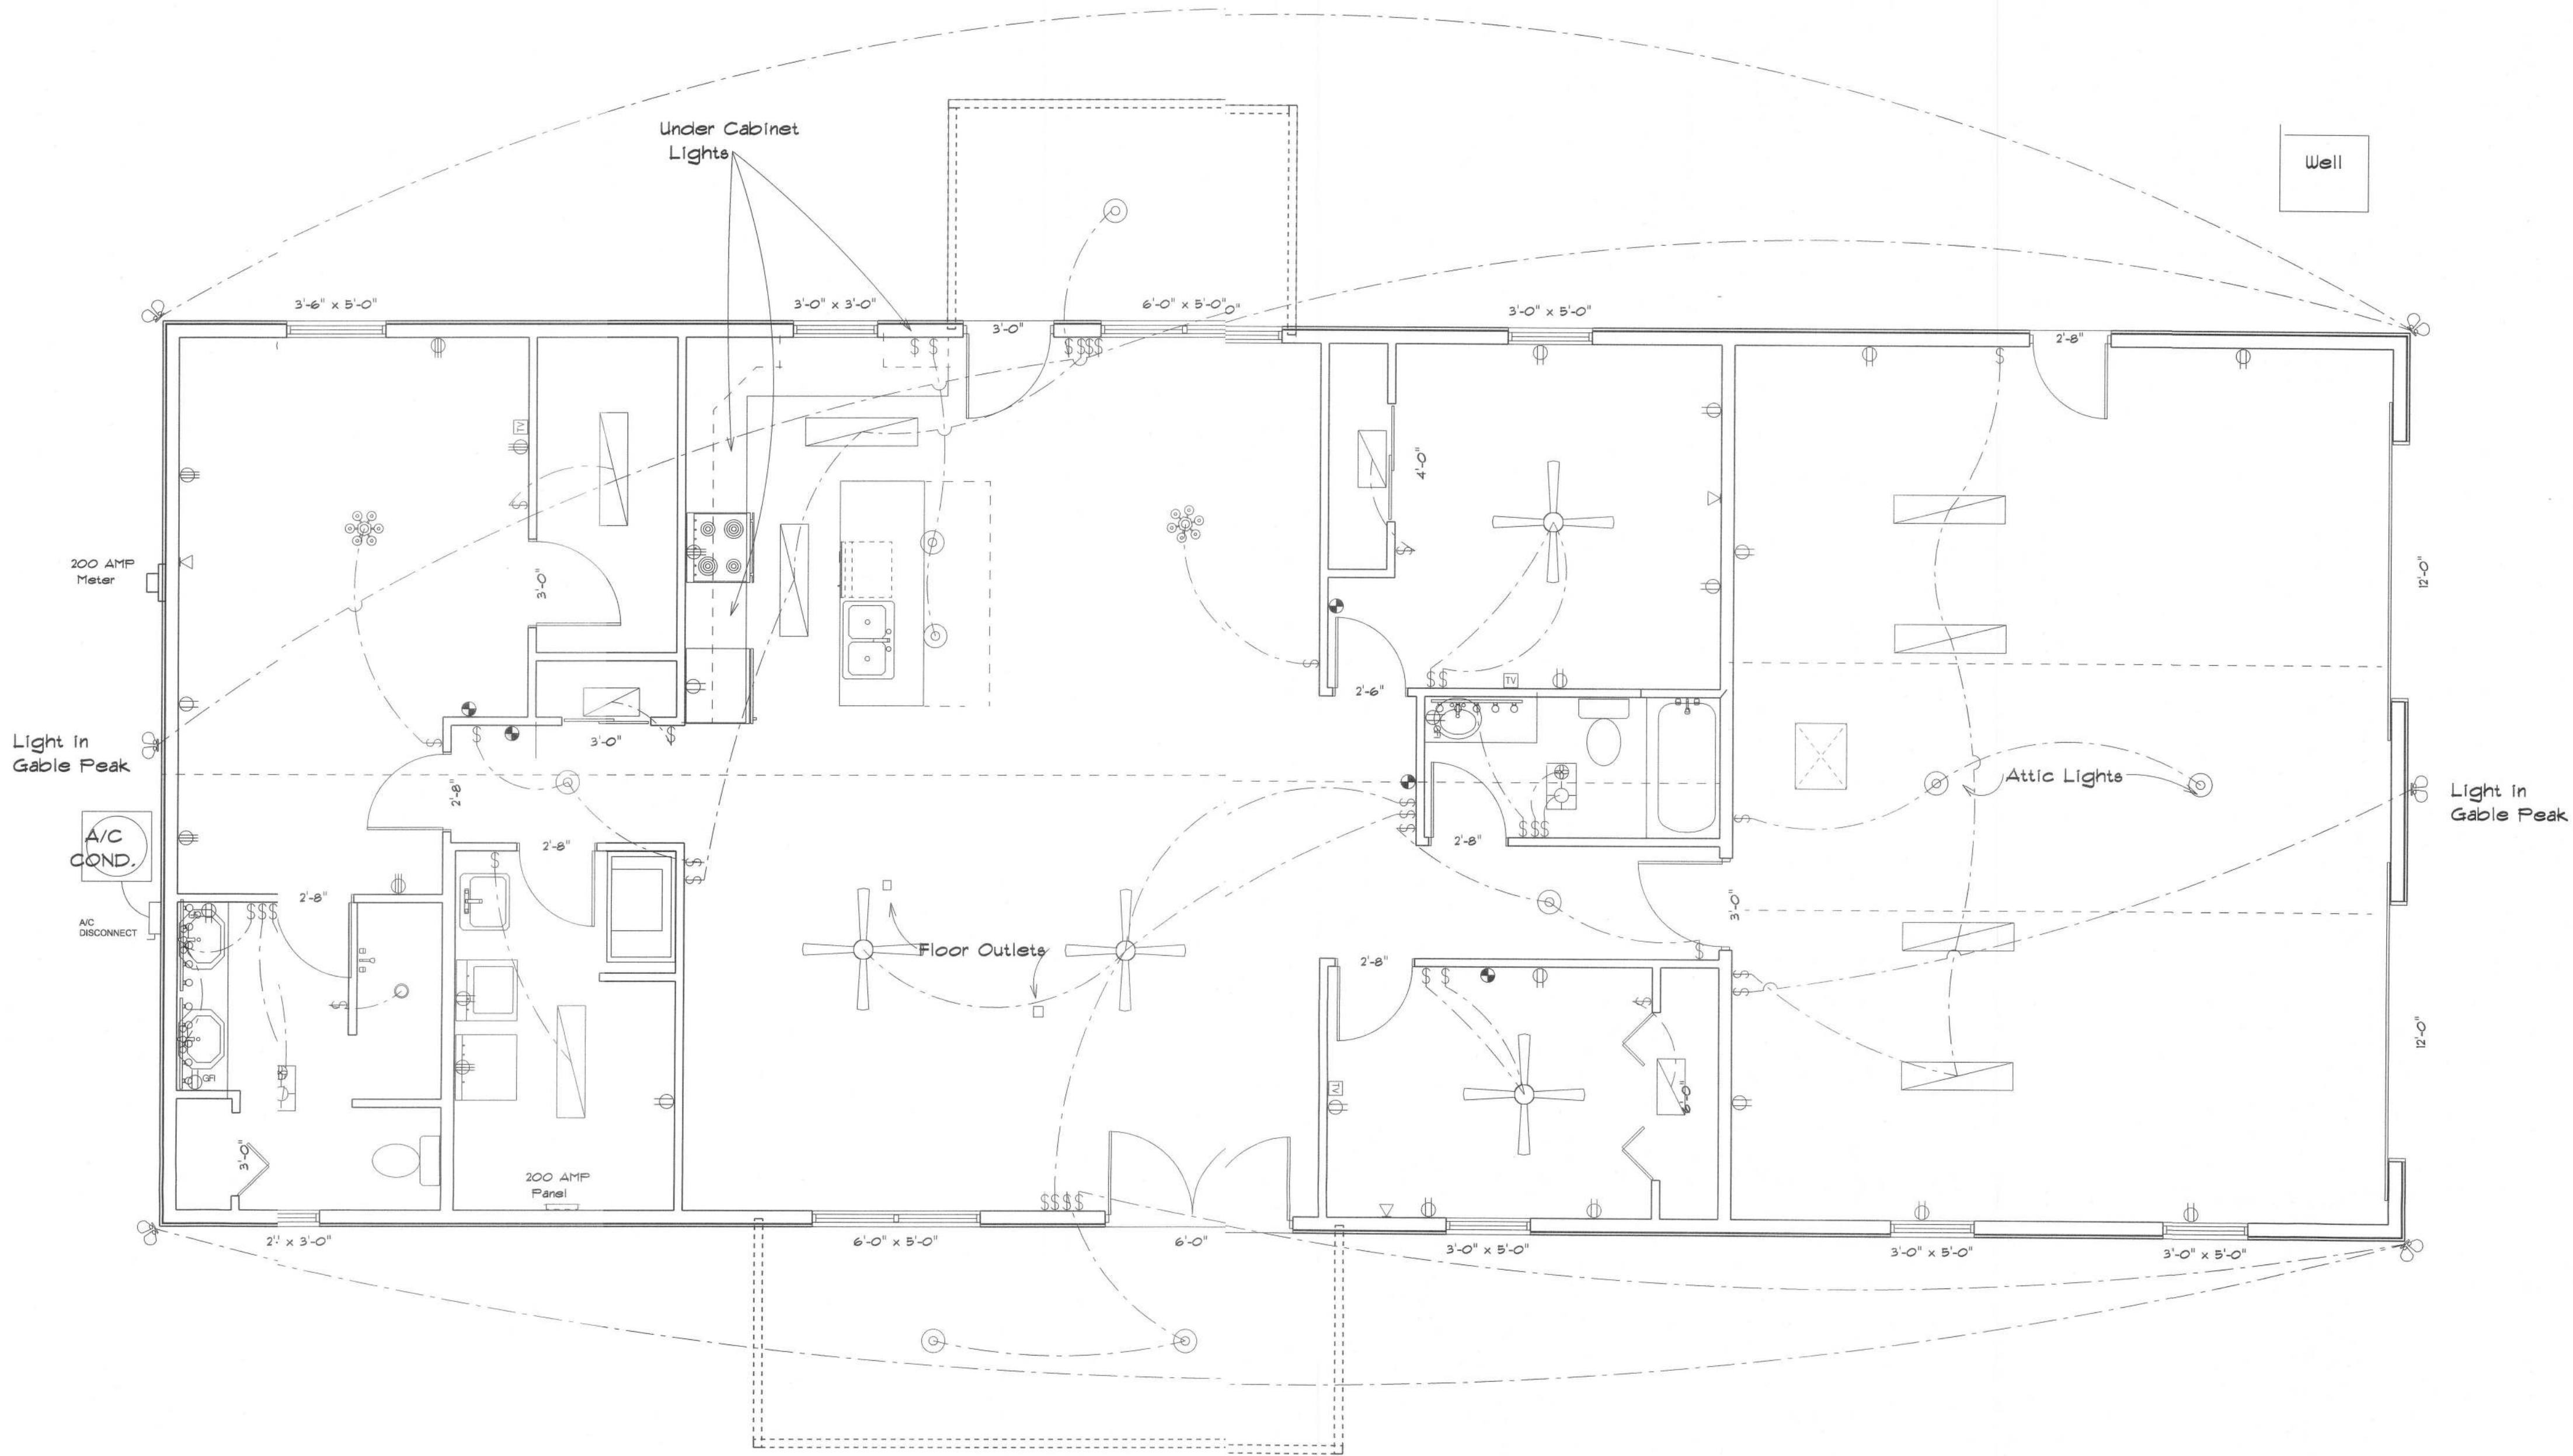 Under Cabinet
Lights
Well
3'-6" x 5'-0"
3'-0" x 3'-0"
3'-0"
6'-0" x 5'-0"
0"
3'-0" x 5'-0"
2'-8"
TV
4'-0"
200 AMP
Meter
3'-0"
12'-0"
2'-6"
TV
Light in
Gable Peak
3'-0"
2'-8"
Attic Lights
Light in
Gable Peak
A/C
COND.
2'-8"
2'-8"
2'-8"
3'-0"
A/C
DISCONNECT
Floor Outlets
2'-8"
GFI
TV
12'-0"
3'-0"
200 AMP
Panel
6'-0" x 5'-0"
6'-0"
3'-0" x 5'-0"
3'-0" x 5'-0"
3'-0" x 5'-0"